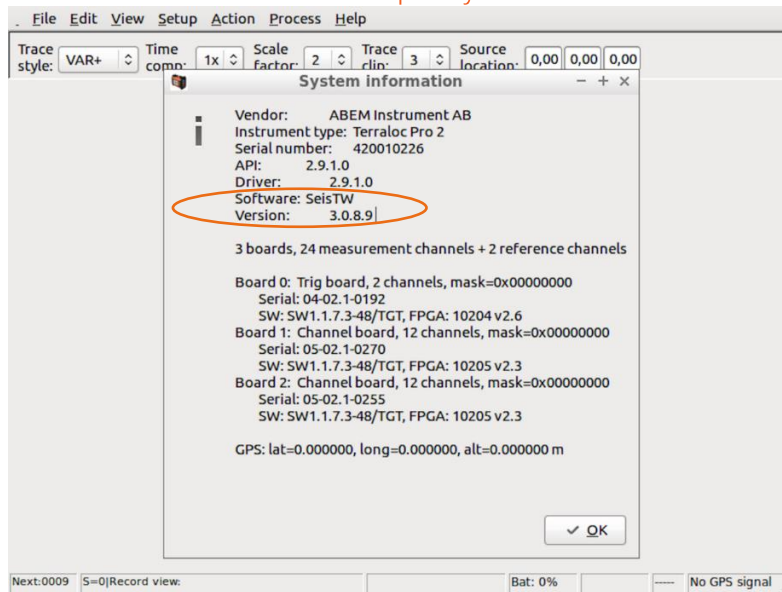 File Edit View Setup Action Process Help
Trace style: VAR+ Time comp: 1x Scale factor: 2 Trace clip: 3 Source location: 0,00 0,00 0,00
System information
Vendor: ABEM Instrument AB
Instrument type: Terraloc Pro 2
Serial number: 420010226
API: 2.9.1.0
Driver: 2.9.1.0
Software: SeisTW
Version: 3.0.8.9
3 boards, 24 measurement channels + 2 reference channels
Board 0: Trig board, 2 channels, mask=0x00000000
Serial: 04-02.1-0192
SW: SW1.1.7.3-48/TGT, FPGA: 10204 v2.6
Board 1: Channel board, 12 channels, mask=0x00000000
Serial: 05-02.1-0270
SW: SW1.1.7.3-48/TGT, FPGA: 10205 v2.3
Board 2: Channel board, 12 channels, mask=0x00000000
Serial: 05-02.1-0255
SW: SW1.1.7.3-48/TGT, FPGA: 10205 v2.3
GPS: lat=0.000000, long=0.000000, alt=0.000000 m
OK
Next:0009 S=0|Record view: Bat: 0% ----- No GPS signal